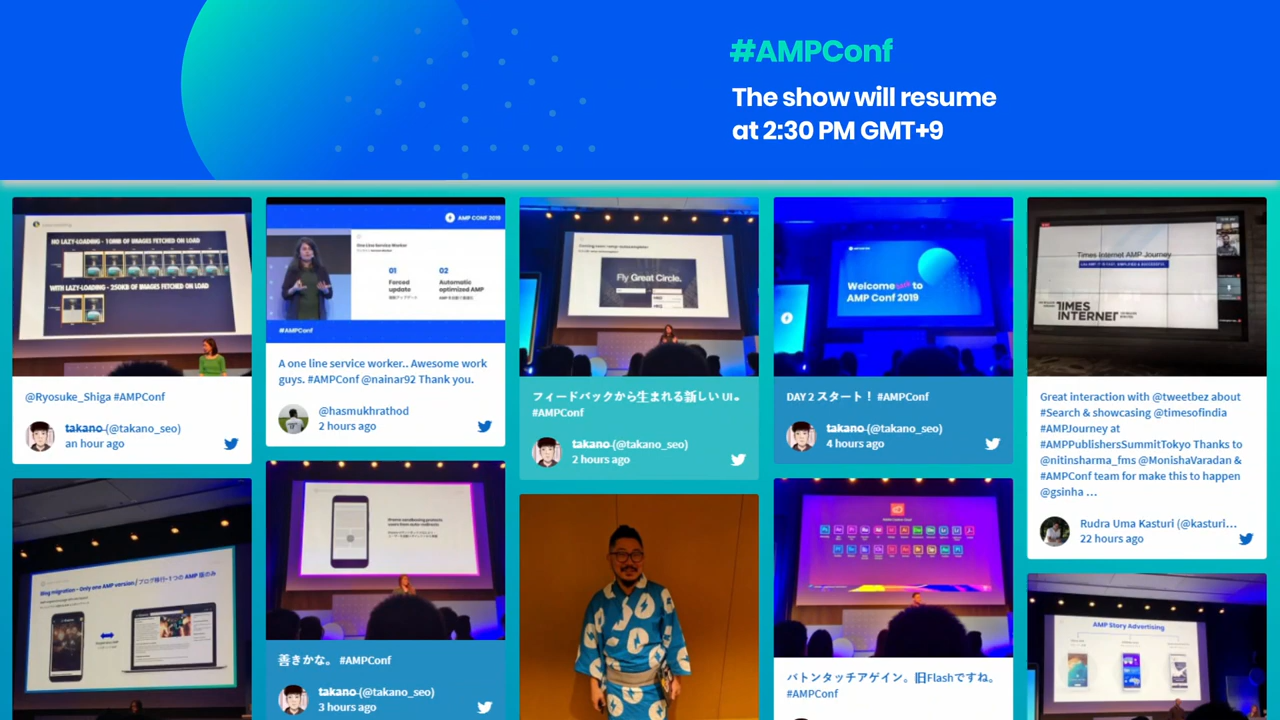 #AMPConf
The show will resume
at 2:30 PM GMT+9
NO LAZY-LOADING - 10MB OF IMAGES FETCHED ON LOAD
WITH LAZY-LOADING - 250KB OF IMAGES FETCHED ON LOAD
@Ryosuke_Shiga #AMPConf
takano (@takano_seo)
an hour ago
Blog migration - Only one AMP version /
AMP CONF 2019
One Line Service Worker
01
02
Forced
update
Automatic
optimized AMP
#AMPConf
A one line service worker.. Awesome work
guys. #AMPConf @nainar92 Thank you.
@hasmukhrathod
2 hours ago
善きかな。 #AMPConf
takano (@takano_seo)
3 hours ago
Fly Great Circle.
フィードバックから生まれる新しい UI。
#AMPConf
takano (@takano_seo)
2 hours ago
Welcome to
AMP Conf 2019
DAY 2 スタート！ #AMPConf
takano (@takano_seo)
4 hours ago
バトンタッチアゲイン。旧Flashですね。
#AMPConf
Times Internet AMP Journey
TIMES
INTERNET
Great interaction with @tweetbez about
#Search & showcasing @timesofindia
#AMPJourney at
#AMPPublishersSummitTokyo Thanks to
@nitinsharma_fms @MonishaVaradan &
#AMPConf team for make this to happen
@gsinha …
Rudra Uma Kasturi (@kasturi…
22 hours ago
AMP Story Advertising